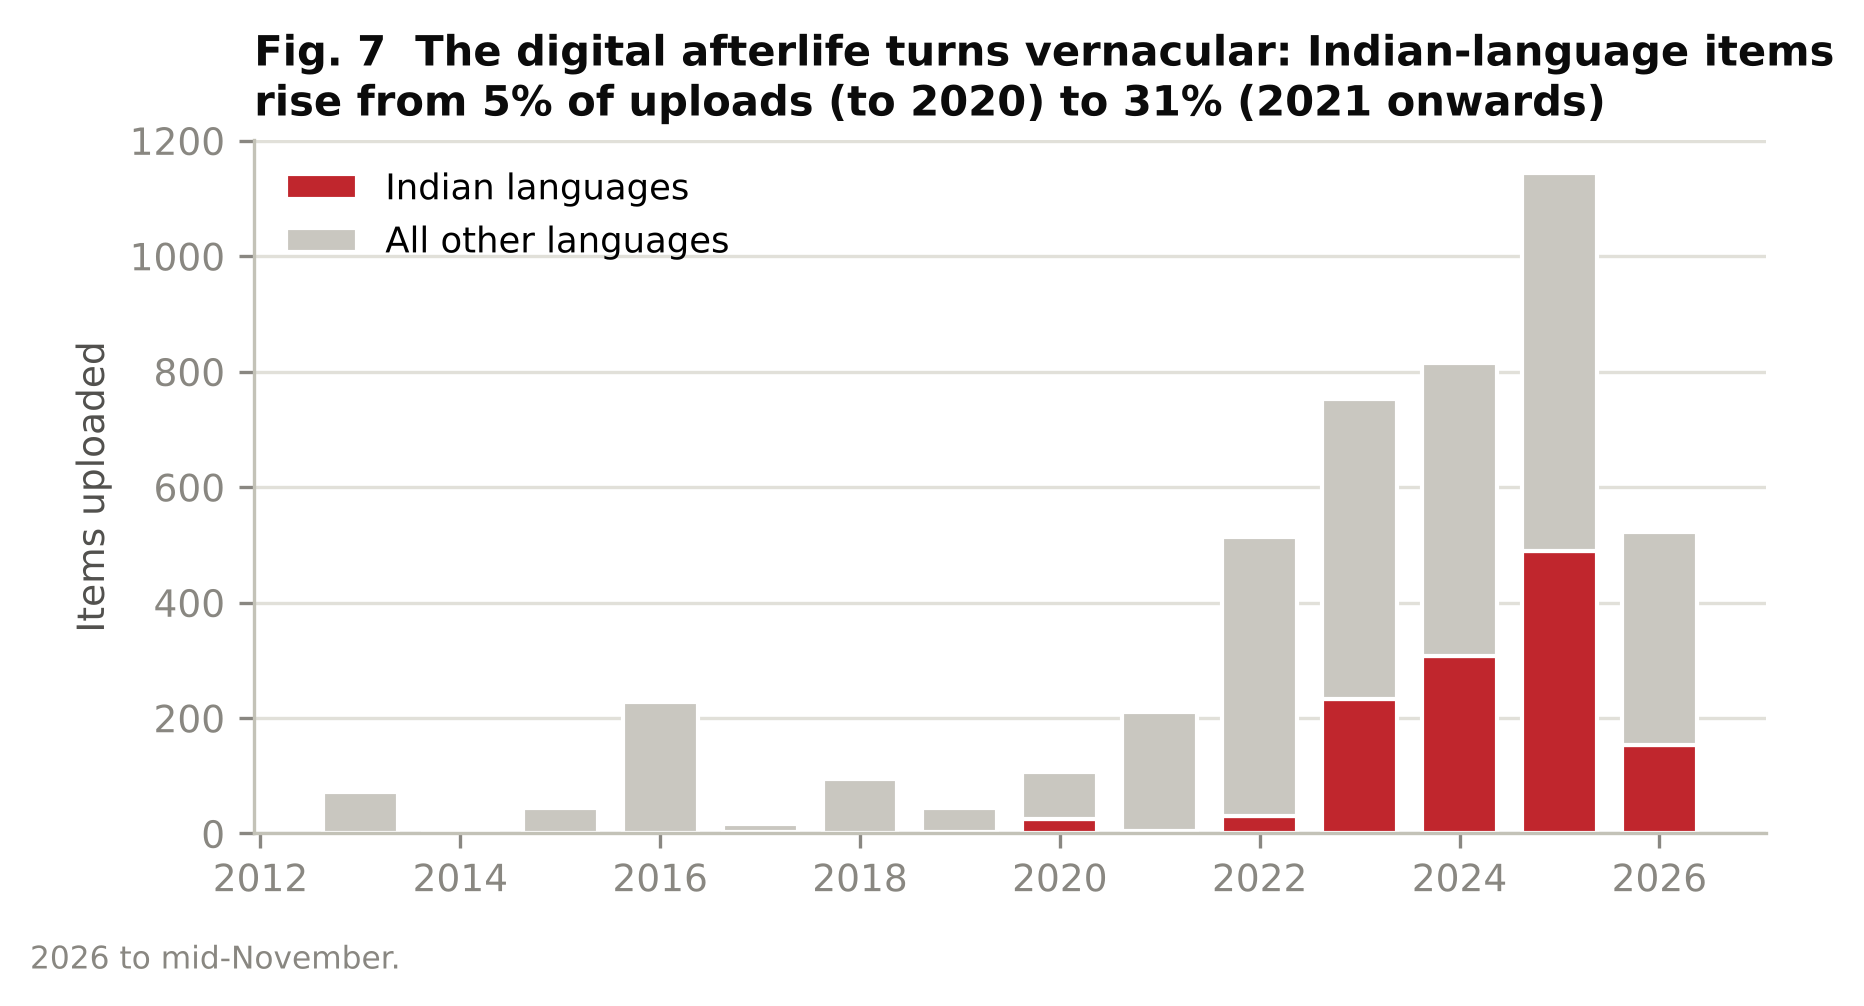 Fig. 7  The digital afterlife turns vernacular: Indian-language items
rise from 5% of uploads (to 2020) to 31% (2021 onwards)
Indian languages
All other languages
Items uploaded
1200
1000
800
600
400
200
0
2012 2014 2016 2018 2020 2022 2024 2026
2026 to mid-November.